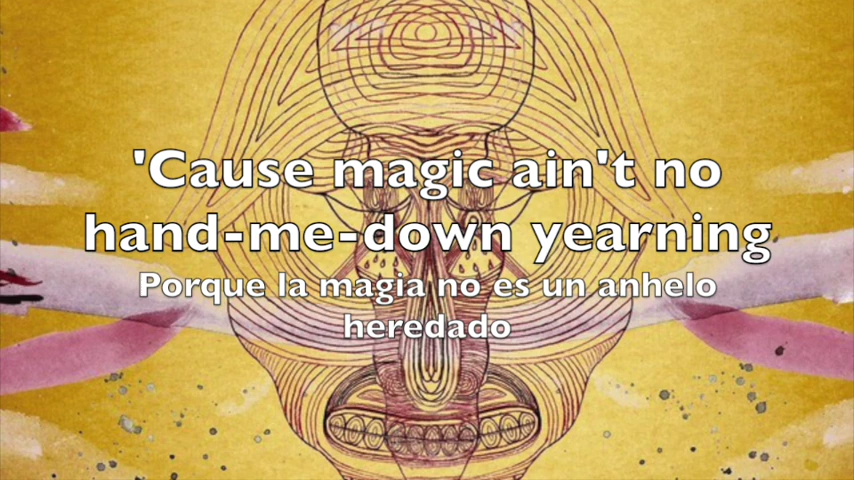 'Cause magic ain't no
hand-me-down yearning
Porque la magia no es un anhelo
heredado